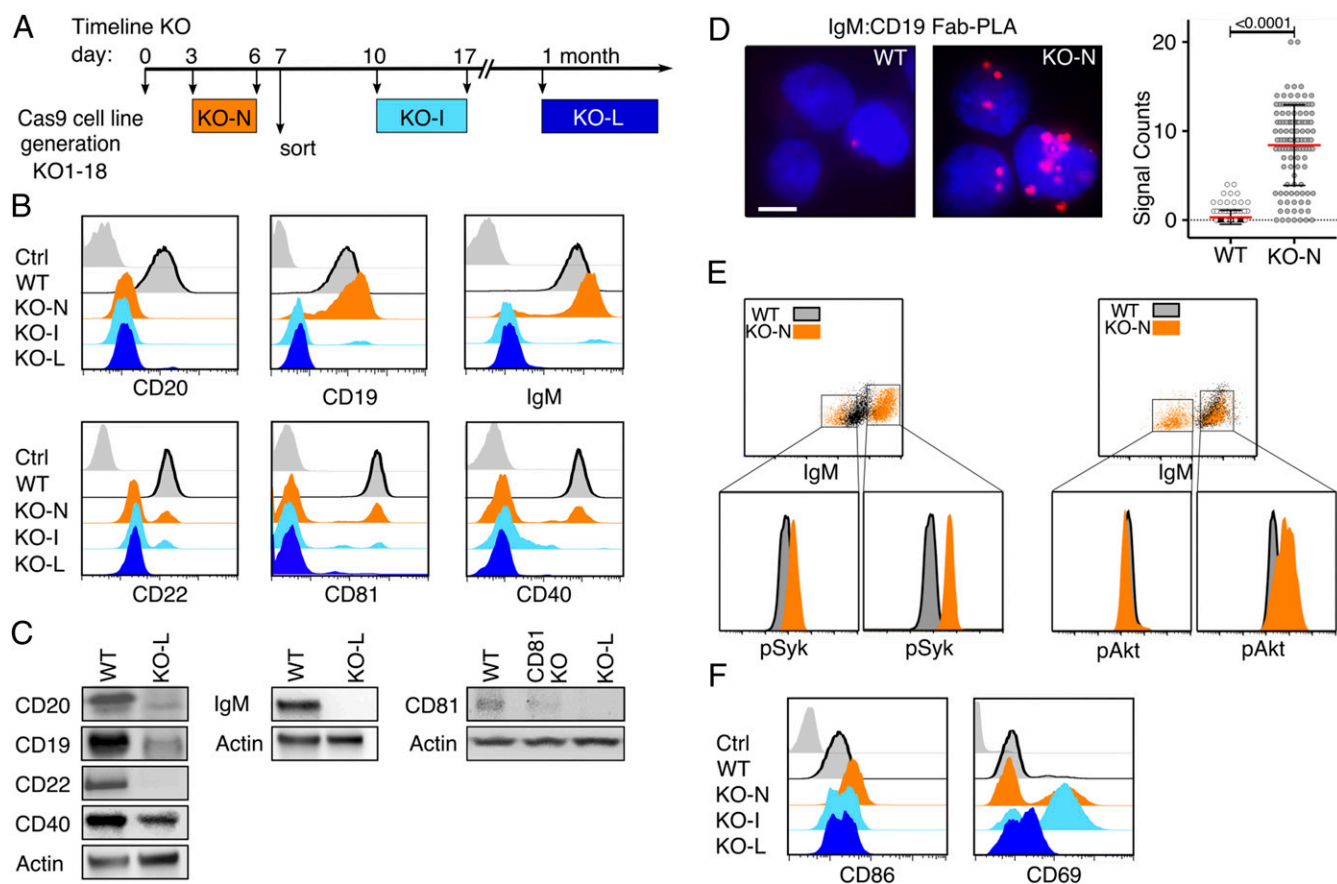 A
Timeline KO
day: 0 3 6 7 10 17 1 month
KO-N KO-I KO-L
Cas9 cell line
generation
KO1-18
sort
B
Ctrl
WT
KO-N
KO-I
KO-L
CD20 CD19 IgM
Ctrl
WT
KO-N
KO-I
KO-L
CD22 CD81 CD40
C
WT KO-L
CD20
CD19
CD22
CD40
Actin
WT KO-L
IgM
Actin
WT CD81 KO KO-L
CD81
Actin
D
IgM:CD19 Fab-PLA
WT KO-N
<0.0001
Signal Counts
20
10
0
WT KO-N
E
WT
KO-N
IgM
pSyk pSyk
WT
KO-N
IgM
pAkt pAkt
F
Ctrl
WT
KO-N
KO-I
KO-L
CD86 CD69